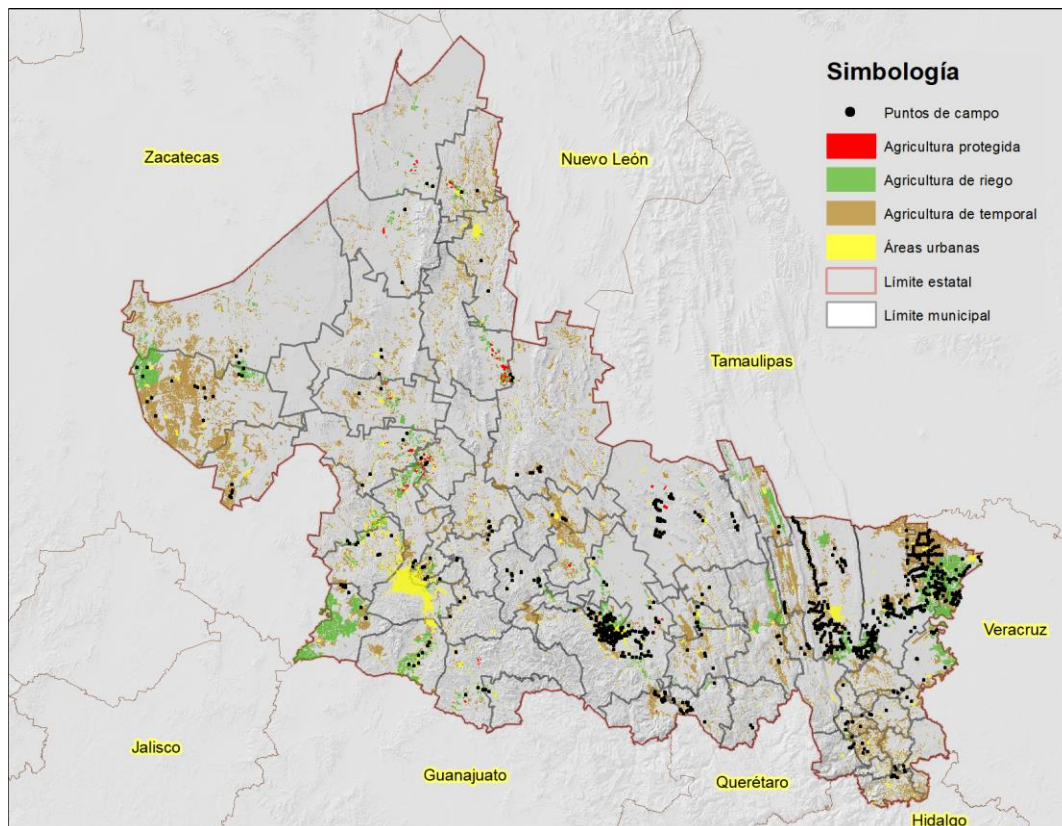 Simbología
Puntos de campo
Agricultura protegida
Agricultura de riego
Agricultura de temporal
Áreas urbanas
Límite estatal
Límite municipal
Zacatecas
Nuevo León
Tamaulipas
Veracruz
Jalisco
Guanajuato
Querétaro
Hidalgo